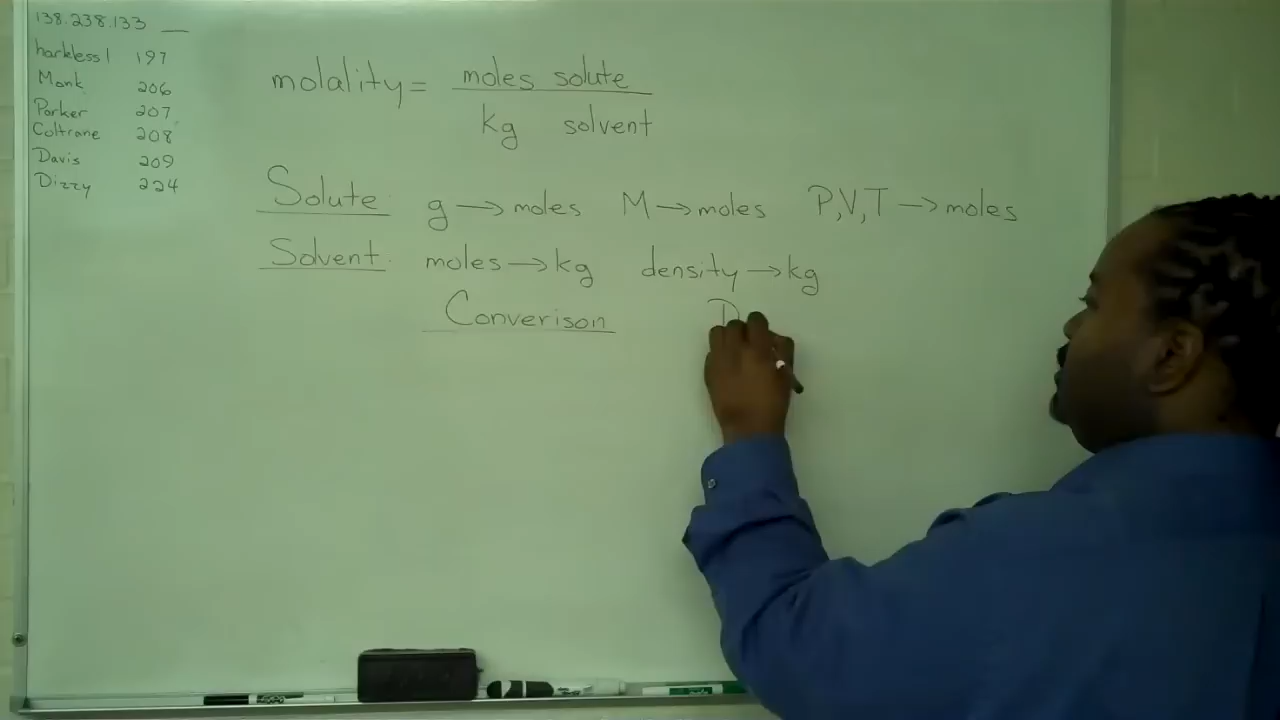 138.238.133 __
harkless1 197
Monk 206
Parker 207
Coltrane 208
Davis 209
Dizzy 224
molality = moles solute
kg solvent
Solute: g → moles M → moles P,V,T → moles
Solvent: moles → kg density → kg
Converison D